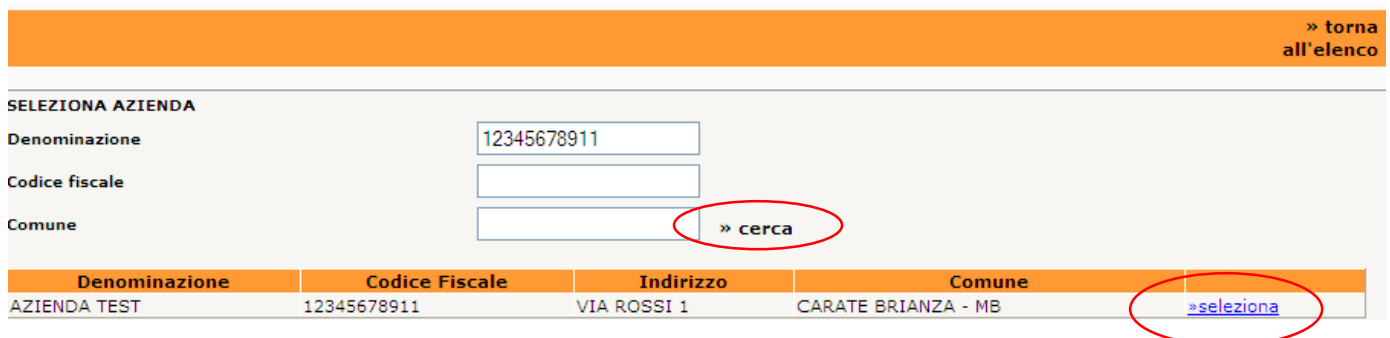 » torna
all'elenco
SELEZIONA AZIENDA
Denominazione 12345678911
Codice fiscale
Comune » cerca
Denominazione Codice Fiscale Indirizzo Comune
AZIENDA TEST 12345678911 VIA ROSSI 1 CARATE BRIANZA - MB »seleziona